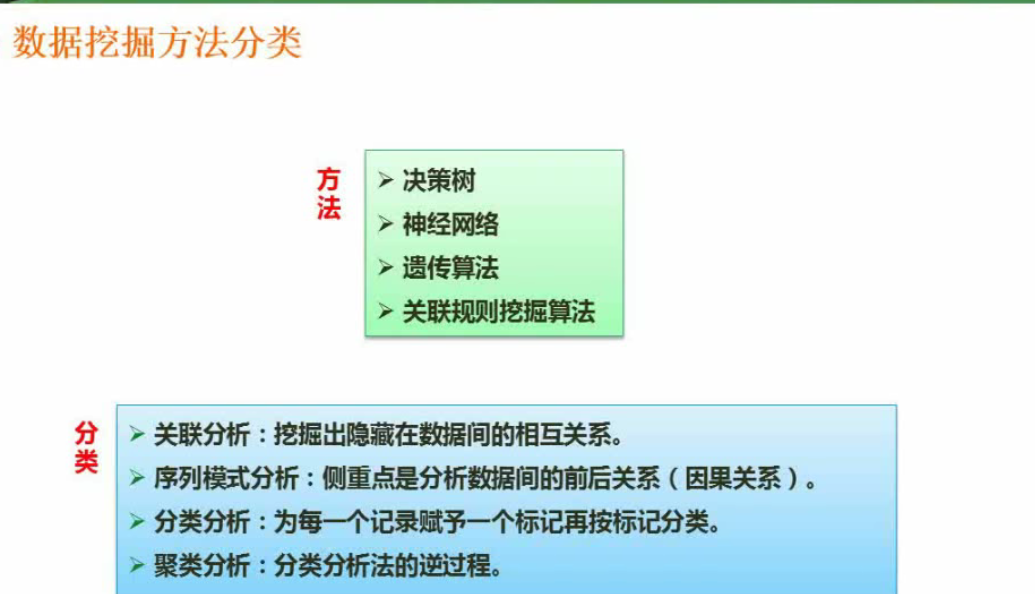 数据挖掘方法分类
方法
➢ 决策树
➢ 神经网络
➢ 遗传算法
➢ 关联规则挖掘算法
分类
➢ 关联分析：挖掘出隐藏在数据间的相互关系。
➢ 序列模式分析：侧重点是分析数据间的前后关系（因果关系）。
➢ 分类分析：为每一个记录赋予一个标记再按标记分类。
➢ 聚类分析：分类分析法的逆过程。